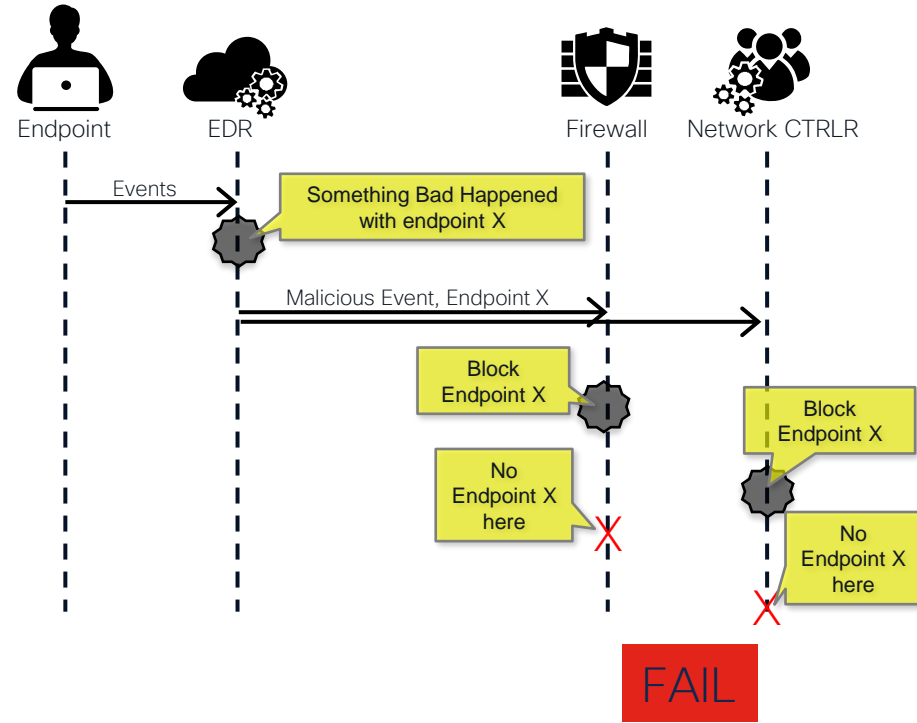 Endpoint
EDR
Firewall
Network CTRLR
Events
Something Bad Happened
with endpoint X
Malicious Event, Endpoint X
Block
Endpoint X
Block
Endpoint X
No
Endpoint X
here
No
Endpoint X
here
FAIL